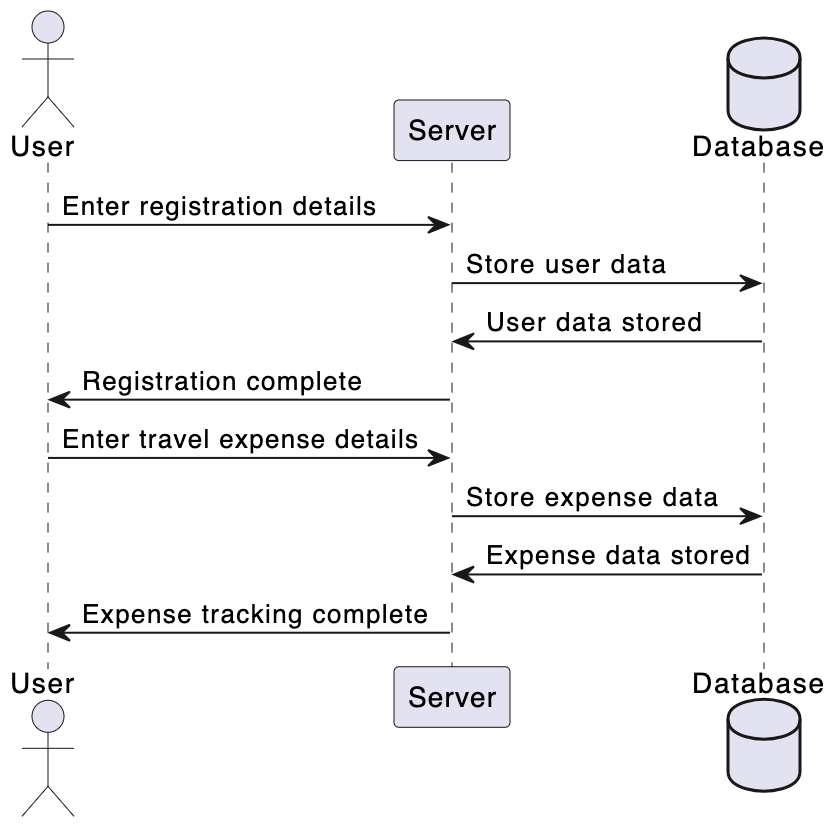 User
Server
Database
Enter registration details
Store user data
User data stored
Registration complete
Enter travel expense details
Store expense data
Expense data stored
Expense tracking complete
User
Server
Database